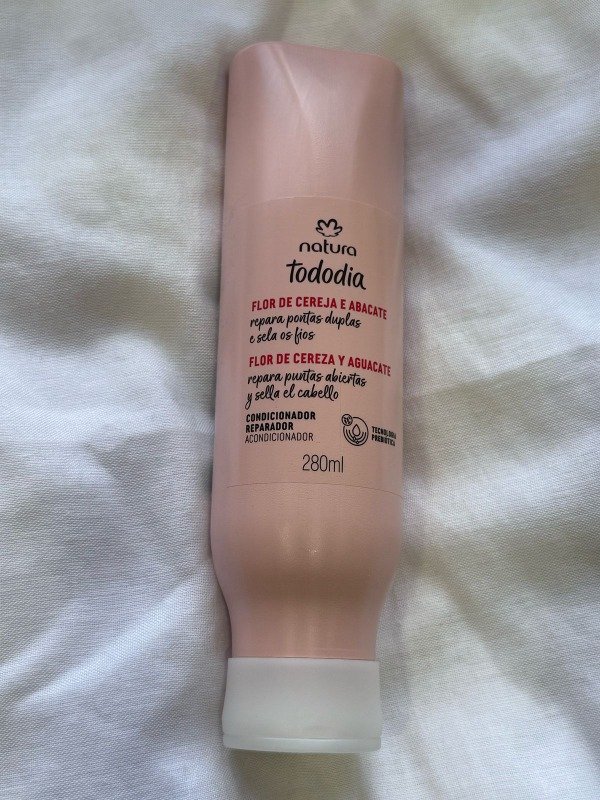 natura
Tododia
FLOR DE CEREJA E ABACATE
repara pontas duplas
e sela os fios
FLOR DE CEREZA Y AGUACATE
repara puntas abiertas
y sella el cabello
CONDICIONADOR
REPARADOR
ACONDICIONADOR
TECNOLOGIA
PREBIÓTICA
280ml